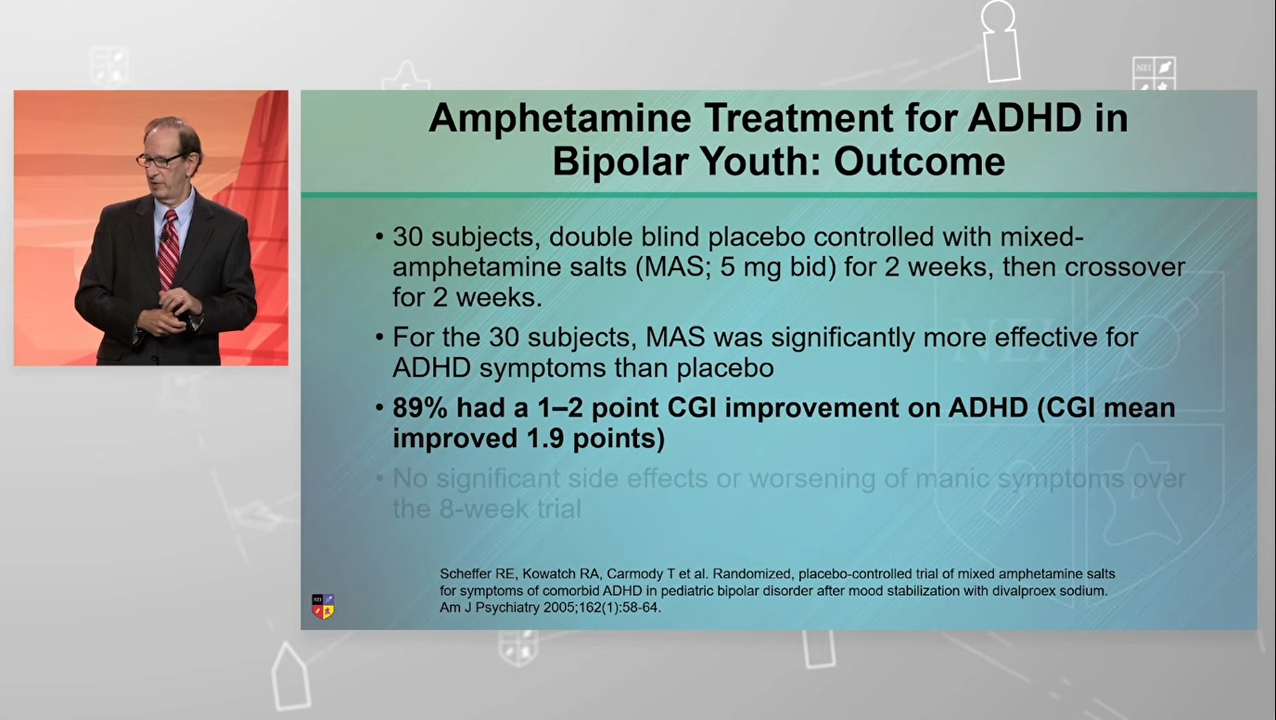 NEI
Amphetamine Treatment for ADHD in
Bipolar Youth: Outcome
• 30 subjects, double blind placebo controlled with mixed-
amphetamine salts (MAS; 5 mg bid) for 2 weeks, then crossover
for 2 weeks.
• For the 30 subjects, MAS was significantly more effective for
ADHD symptoms than placebo
• 89% had a 1–2 point CGI improvement on ADHD (CGI mean
improved 1.9 points)
• No significant side effects or worsening of manic symptoms over
the 8-week trial
NEI
Scheffer RE, Kowatch RA, Carmody T et al. Randomized, placebo-controlled trial of mixed amphetamine salts
for symptoms of comorbid ADHD in pediatric bipolar disorder after mood stabilization with divalproex sodium.
Am J Psychiatry 2005;162(1):58-64.
NEI